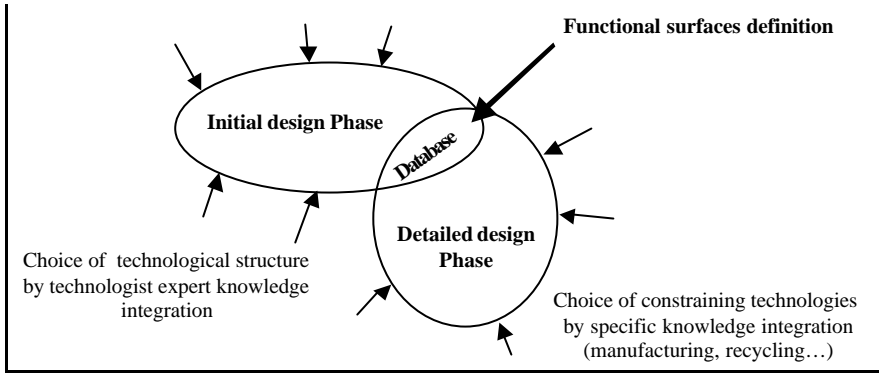 Functional surfaces definition
Initial design Phase
Database
Detailed design
Phase
Choice of technological structure
by technologist expert knowledge
integration
Choice of constraining technologies
by specific knowledge integration
(manufacturing, recycling…)